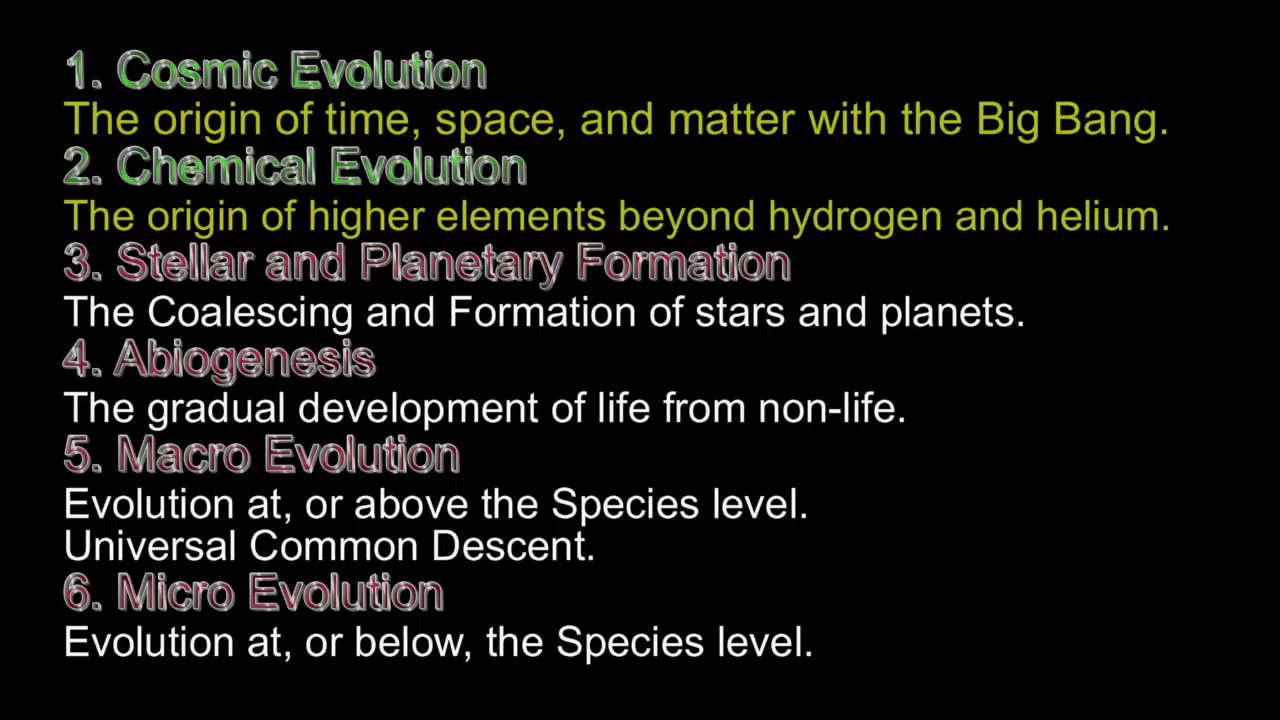 1. Cosmic Evolution
The origin of time, space, and matter with the Big Bang.
2. Chemical Evolution
The origin of higher elements beyond hydrogen and helium.
3. Stellar and Planetary Formation
The Coalescing and Formation of stars and planets.
4. Abiogenesis
The gradual development of life from non-life.
5. Macro Evolution
Evolution at, or above the Species level.
Universal Common Descent.
6. Micro Evolution
Evolution at, or below, the Species level.